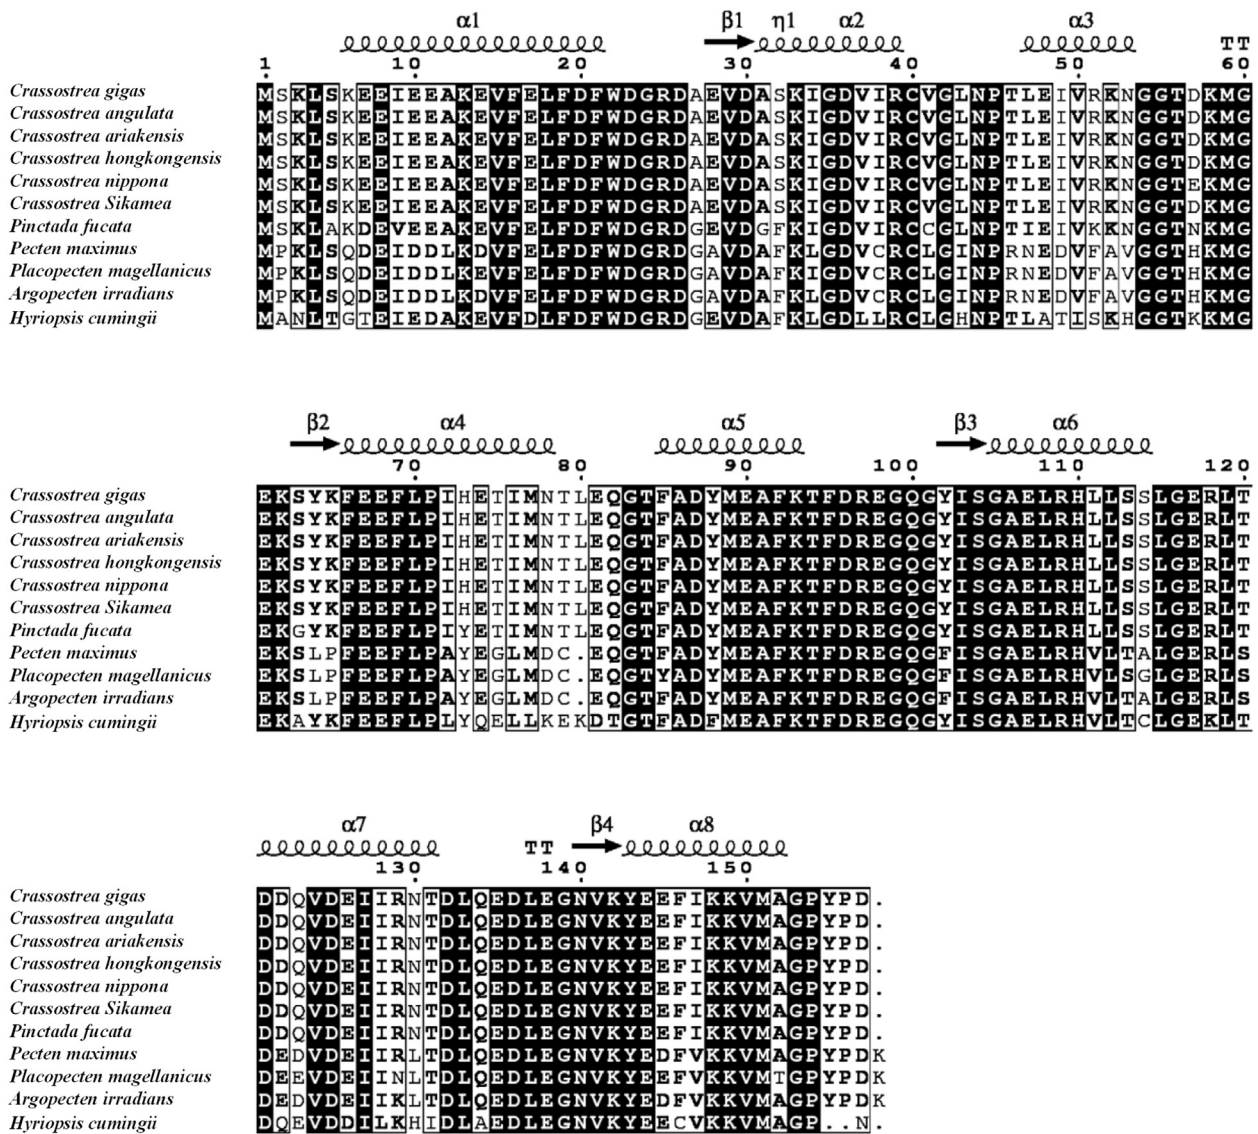 α1 β1 η1 α2 α3 TT
1 10 20 30 40 50 60
Crassostrea gigas MSKLSKEEIEEAKEVFELFDFWDGRDAEVDASKIGDVIRCVGLNPTLEIVRKNGGTDKMG
Crassostrea angulata MSKLSKEEIEEAKEVFELFDFWDGRDAEVDASKIGDVIRCVGLNPTLEIVRKNGGTDKMG
Crassostrea ariakensis MSKLSKEEIEEAKEVFELFDFWDGRDAEVDASKIGDVIRCVGLNPTLEIVRKNGGTDKMG
Crassostrea hongkongensis MSKLSKEEIEEAKEVFELFDFWDGRDAEVDASKIGDVIRCVGLNPTLEIVRKNGGTDKMG
Crassostrea nippona MSKLSKEEIEEAKEVFELFDFWDGRDAEVDASKIGDVIRCVGLNPTLEIVRKNGGTEKMG
Crassostrea Sikamea MSKLSKEEIEEAKEVFELFDFWDGRDAEVDASKIGDVIRCVGLNPTLEIVRKNGGTDKMG
Pinctada fucata MSKLAKDEVEEAKEVFELFDFWDGRDGEVDGFKIGDVIRCCGLNPTIEIVKKNGGTNKMG
Pecten maximus MPKLSQDEIDDLKDVFELFDFWDGRDGAVDAFKIGDVCRCLGINPRNEDVFAVGGTHKMG
Placopecten magellanicus MPKLSQDEIDDLKEVFELFDFWDGRDGAVDAFKIGDVCRCLGINPRNEDVFAVGGTHKMG
Argopecten irradians MPKLSQDEIDDLKDVFELFDFWDGRDGAVDAFKLGDVCRCLGINPRNEDVFAVGGTHKMG
Hyriopsis cumingii MANLTGTEIEDAKEVFDLFDFWDGRDGEVDAFKLGDLLRCLGHNPTLATISKHGGTKKMG
β2 α4 α5 β3 α6
70 80 90 100 110 120
Crassostrea gigas EKSYKFEEFLPIHETIMNTLEQGTFADYMEAFKTFDREGQGYISGAELRHLLSSLGERLT
Crassostrea angulata EKSYKFEEFLPIHETIMNTLEQGTFADYMEAFKTFDREGQGYISGAELRHLLSSLGERLT
Crassostrea ariakensis EKSYKFEEFLPIHETIMNTLEQGTFADYMEAFKTFDREGQGYISGAELRHLLSSLGERLT
Crassostrea hongkongensis EKSYKFEEFLPIHETIMNTLEQGTFADYMEAFKTFDREGQGYISGAELRHLLSSLGERLT
Crassostrea nippona EKSYKFEEFLPIHETIMNTLEQGTFADYMEAFKTFDREGQGYISGAELRHLLSSLGERLT
Crassostrea Sikamea EKSYKFEEFLPIHETIMNTLEQGTFADYMEAFKTFDREGQGYISGAELRHLLSSLGERLT
Pinctada fucata EKGYKFEEFLPIYETIMNTLEQGTFADYMEAFKTFDREGQGYISGAELRHLLSSLGERLT
Pecten maximus EKSLPFEEFLPAYEGLMDC.EQGTFADYMEAFKTFDREGQGFISGAELRHVLTALGERLS
Placopecten magellanicus EKSLPFEEFLPAYEGLMDC.EQGTYADYMEAFKTFDREGQGFISGAELRHVLSGLGERLS
Argopecten irradians EKSLPFEEFLPAYEGLMDC.EQGTFADYMEAFKTFDREGQGFISGAELRHVLTALGERLS
Hyriopsis cumingii EKAYKFEEFLPLYQELLKEKDTGTFADFMEAFKTFDREGQGYISGAELRHVLTCLGEKLT
α7 TT β4 α8
130 140 150
Crassostrea gigas DDQVDEIIRNTDLQEDLEGNVKYEEFIKKVMAGPYPD.
Crassostrea angulata DDQVDEIIRNTDLQEDLEGNVKYEEFIKKVMAGPYPD.
Crassostrea ariakensis DDQVDEIIRNTDLQEDLEGNVKYEEFIKKVMAGPYPD.
Crassostrea hongkongensis DDQVDEIIRNTDLQEDLEGNVKYEEFIKKVMAGPYPD.
Crassostrea nippona DDQVDEIIRNTDLQEDLEGNVKYEEFIKKVMAGPYPD.
Crassostrea Sikamea DDQVDEIIRNTDLQEDLEGNVKYEEFIKKVMAGPYPD.
Pinctada fucata DDQVDEIIRNTDLQEDLEGNVKYEEFIKKVMAGPYPD.
Pecten maximus DEDVDEIIRLTDLQEDLEGNVKYEDFVKKVMAGPYPDK
Placopecten magellanicus DEEVDEIINLTDLQEDLEGNVKYEEFVKKVMTGPYPDK
Argopecten irradians DEDVDEIIKLTDLQEDLEGNVKYEDFVKKVMAGPYPDK
Hyriopsis cumingii DQEVDDILKHIDLAEDLEGNVKYEECVKKVMAGP..N.